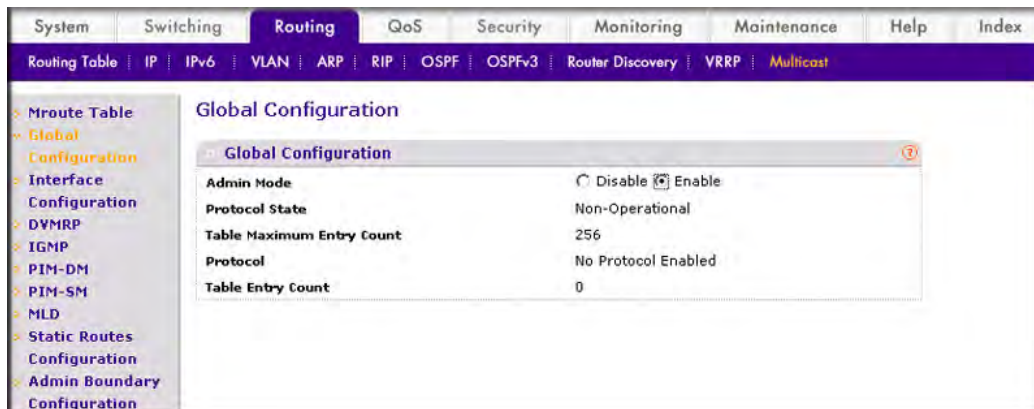 System Switching Routing QoS Security Monitoring Maintenance Help Index
Routing Table IP IPv6 VLAN ARP RIP OSPF OSPFv3 Router Discovery VRRP Multicast
Mroute Table
Global
Configuration
Interface
Configuration
DVMRP
IGMP
PIM-DM
PIM-SM
MLD
Static Routes
Configuration
Admin Boundary
Configuration
Global Configuration
Global Configuration ?
Admin Mode Disable Enable
Protocol State Non-Operational
Table Maximum Entry Count 256
Protocol No Protocol Enabled
Table Entry Count 0